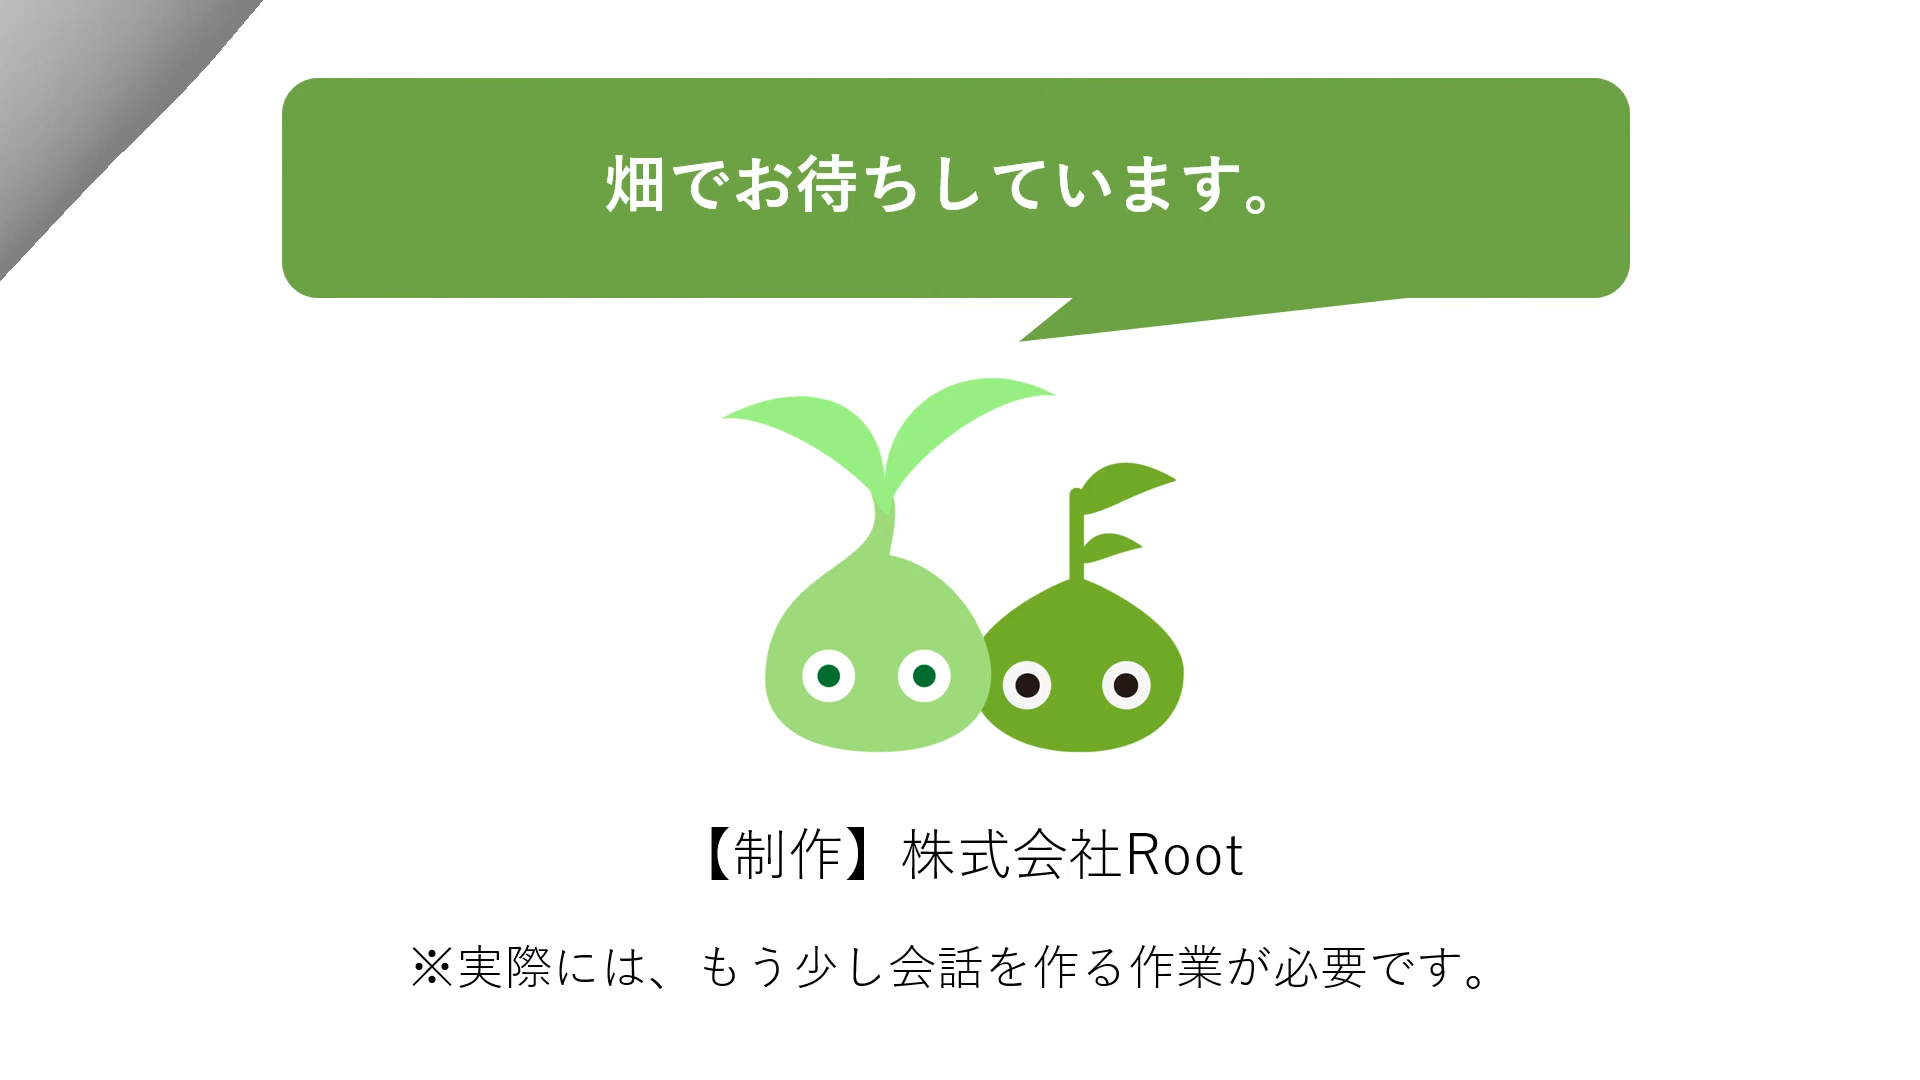 畑でお待ちしています。
【制作】株式会社Root
※実際には、もう少し会話を作る作業が必要です。